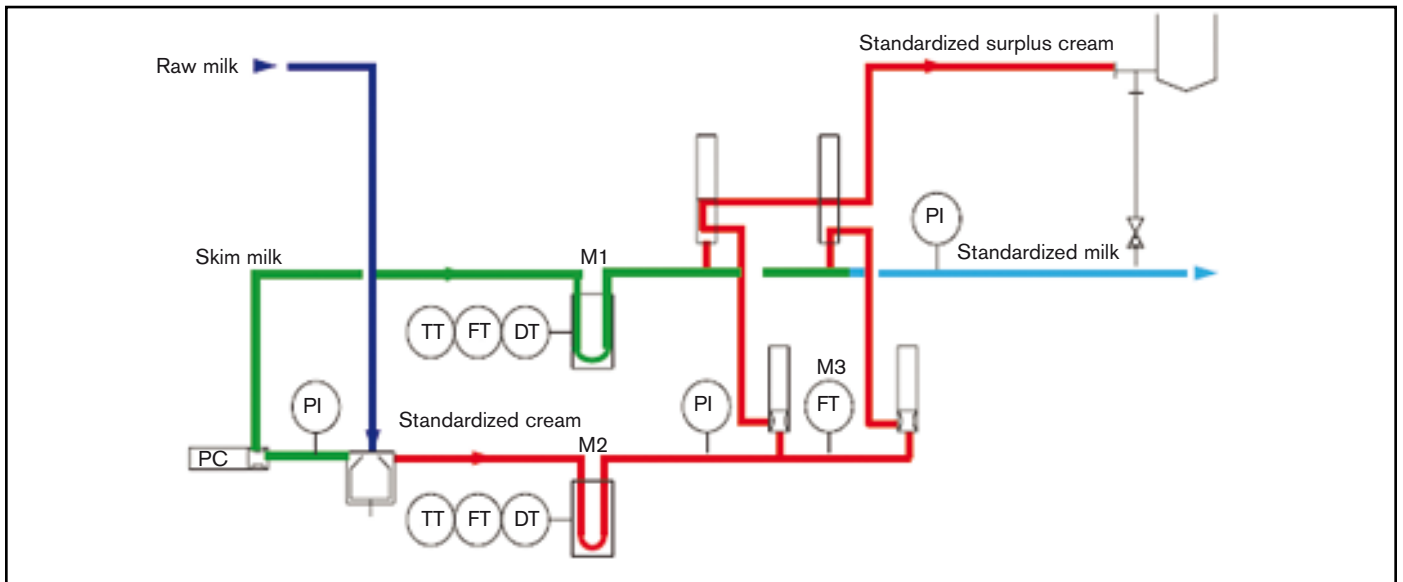 Standardized surplus cream
Raw milk
PI
Skim milk
M1
Standardized milk
TT FT DT
M3
PI
Standardized cream
PI
FT
M2
PC
TT FT DT